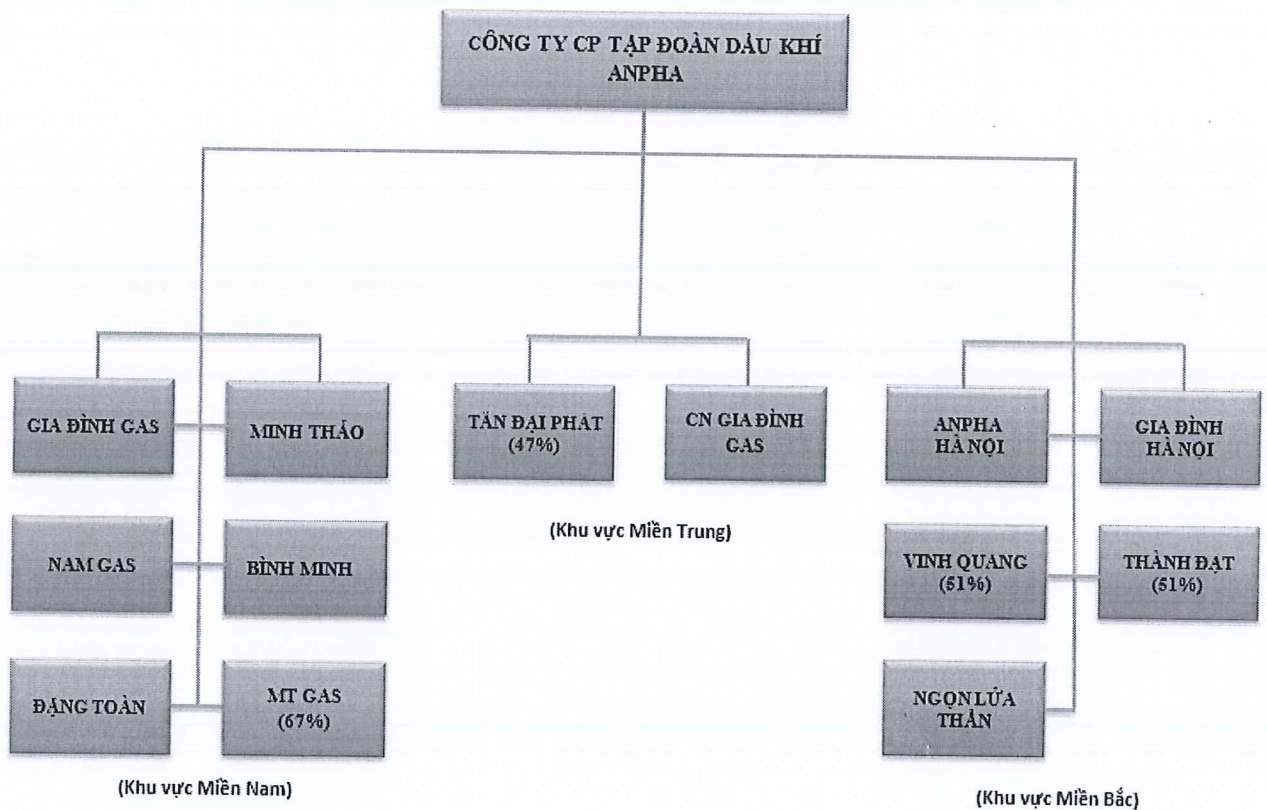 CÔNG TY CP TẬP ĐOÀN DẦU KHÍ
ANPHA
GIA ĐÌNH GAS
MINH THẢO
NAM GAS
BÌNH MINH
ĐẶNG TOÀN
MT GAS
(67%)
(Khu vực Miền Nam)
TÂN ĐẠI PHÁT
(47%)
CN GIA ĐÌNH
GAS
(Khu vực Miền Trung)
ANPHA
HÀ NỘI
GIA ĐÌNH
HÀ NỘI
VINH QUANG
(51%)
THÀNH ĐẠT
(51%)
NGỌN LỬA
THẦN
(Khu vực Miền Bắc)